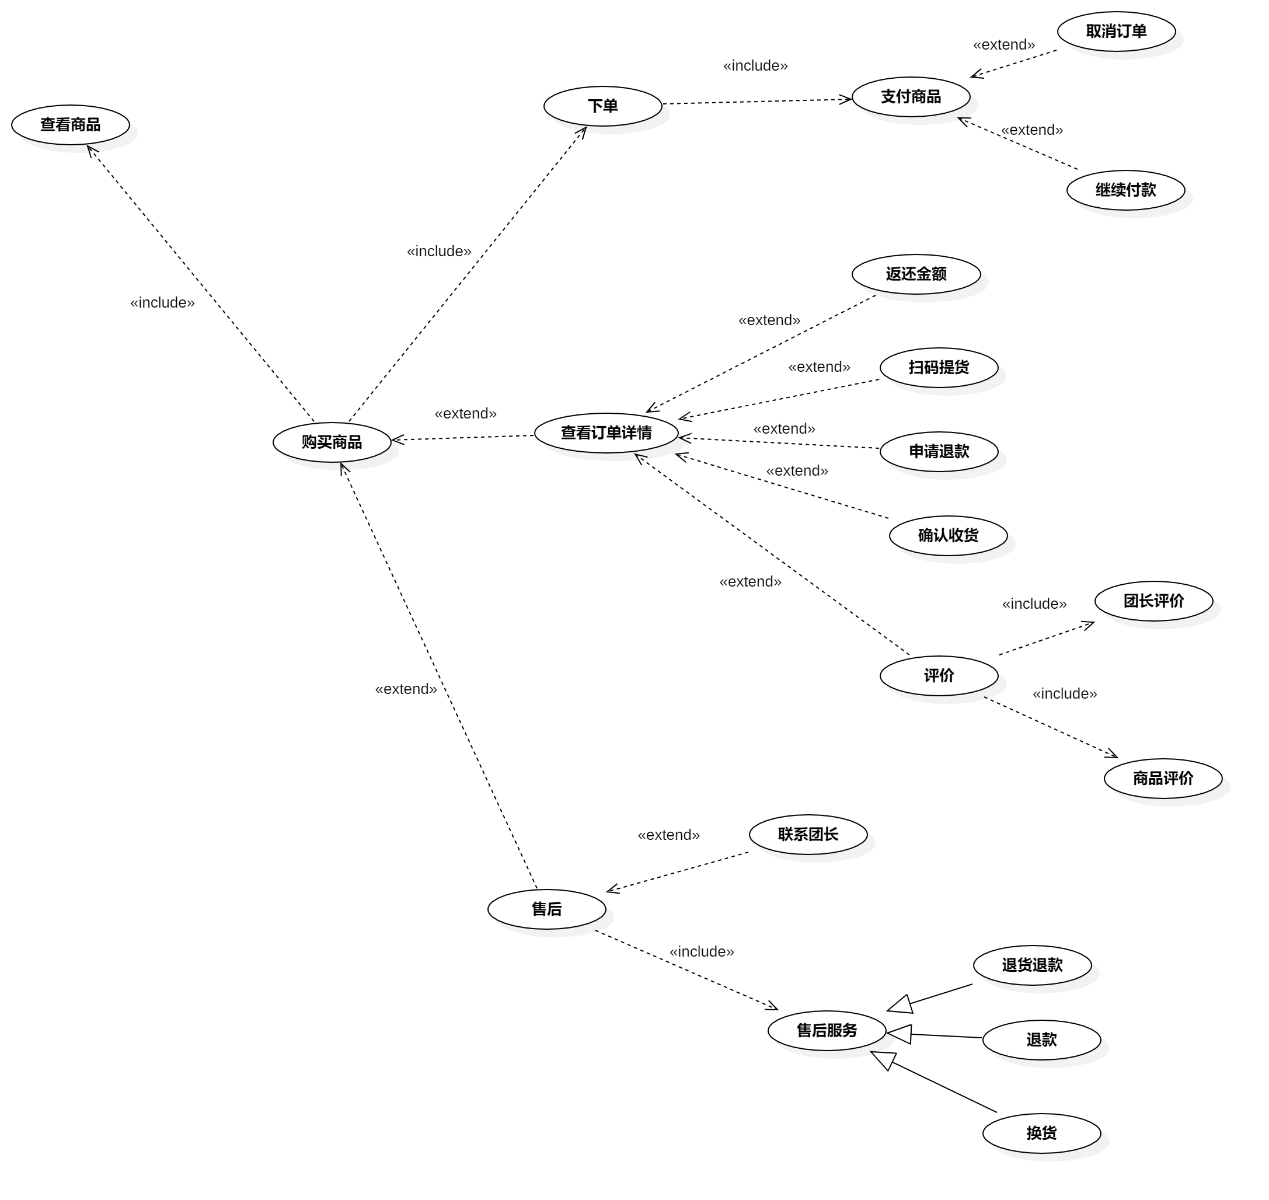 取消订单
«extend»
«include»
下单
支付商品
查看商品
«extend»
继续付款
«include»
返还金额
«include»
«extend»
扫码提货
«extend»
«extend»
查看订单详情
«extend»
购买商品
申请退款
«extend»
确认收货
«extend»
团长评价
«include»
评价
«extend»
«include»
商品评价
联系团长
«extend»
售后
«include»
退货退款
售后服务
退款
换货